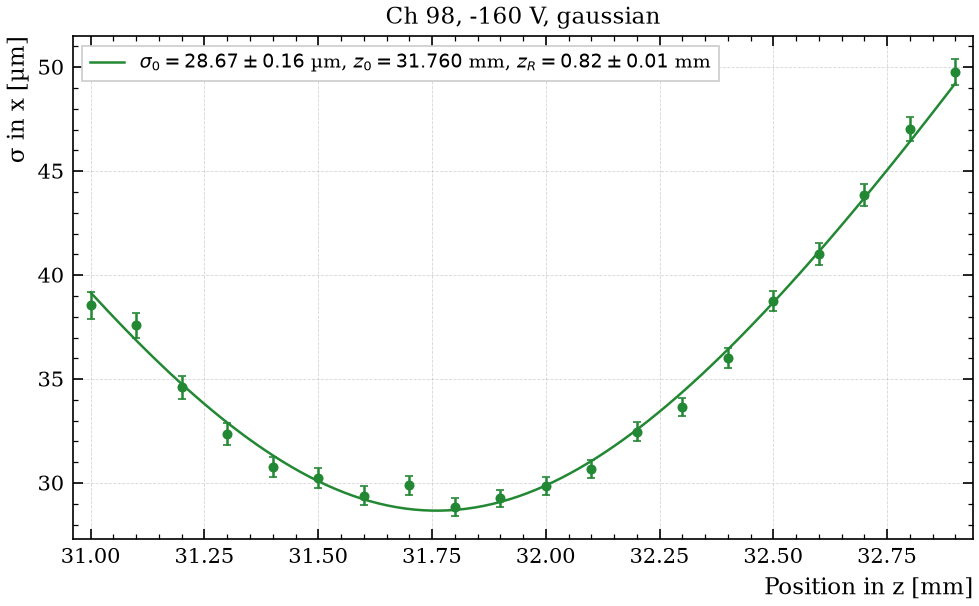 Ch 98, -160 V, gaussian
σ₀ = 28.67 ± 0.16 µm, z₀ = 31.760 mm, z_R = 0.82 ± 0.01 mm
σ in x [µm]
50
45
40
35
30
31.00 31.25 31.50 31.75 32.00 32.25 32.50 32.75
Position in z [mm]